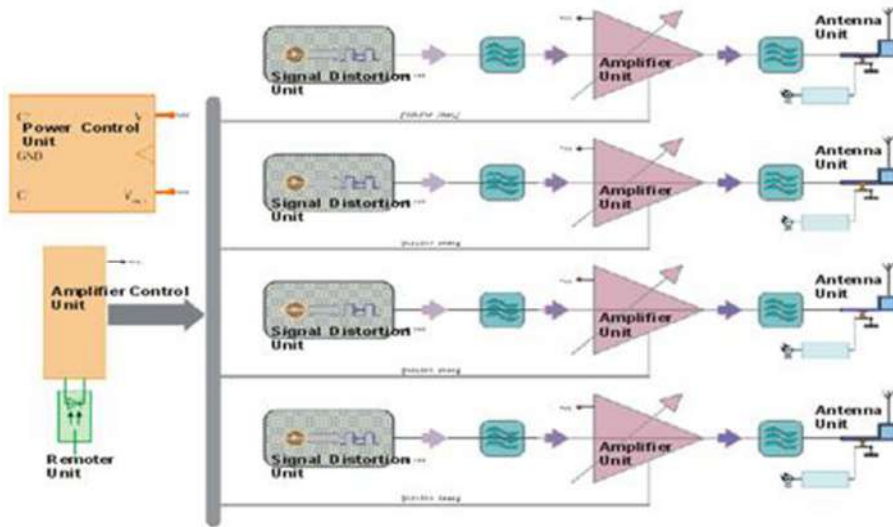 Antenna
Unit
Signal Distortion
Unit
Amplifier
Unit
Power Control
Unit
GND
C
V
Antenna
Unit
Signal Distortion
Unit
Amplifier
Unit
Amplifier Control
Unit
Antenna
Unit
Signal Distortion
Unit
Amplifier
Unit
Antenna
Unit
Signal Distortion
Unit
Amplifier
Unit
Remoter
Unit